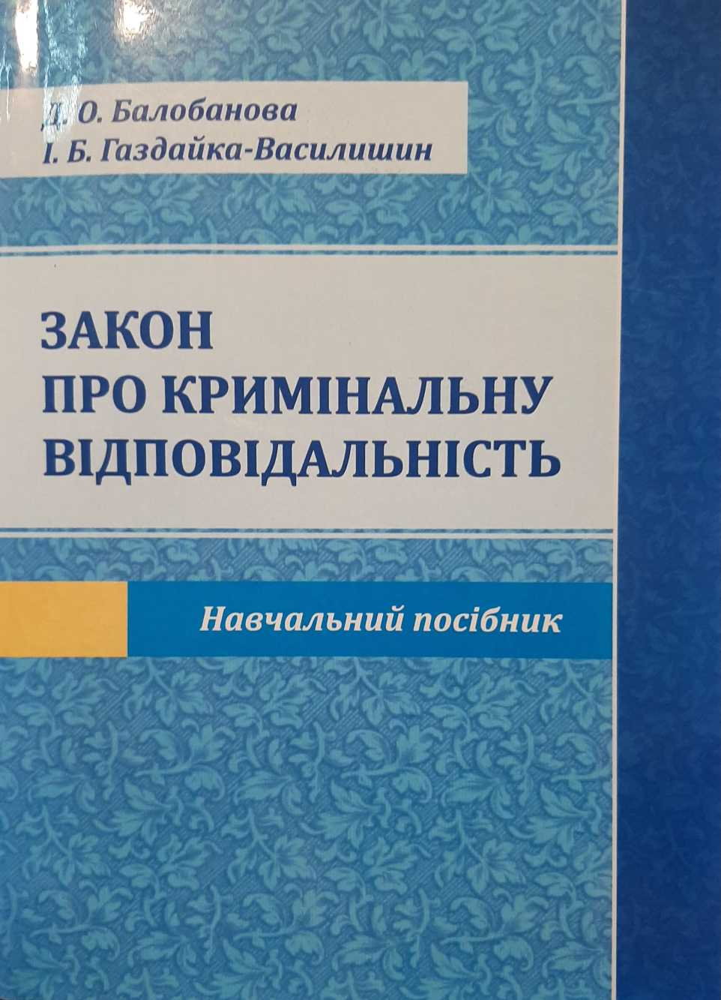 Д. О. Балобанова
І. Б. Газдайка-Василишин
ЗАКОН
ПРО КРИМІНАЛЬНУ
ВІДПОВІДАЛЬНІСТЬ
Навчальний посібник